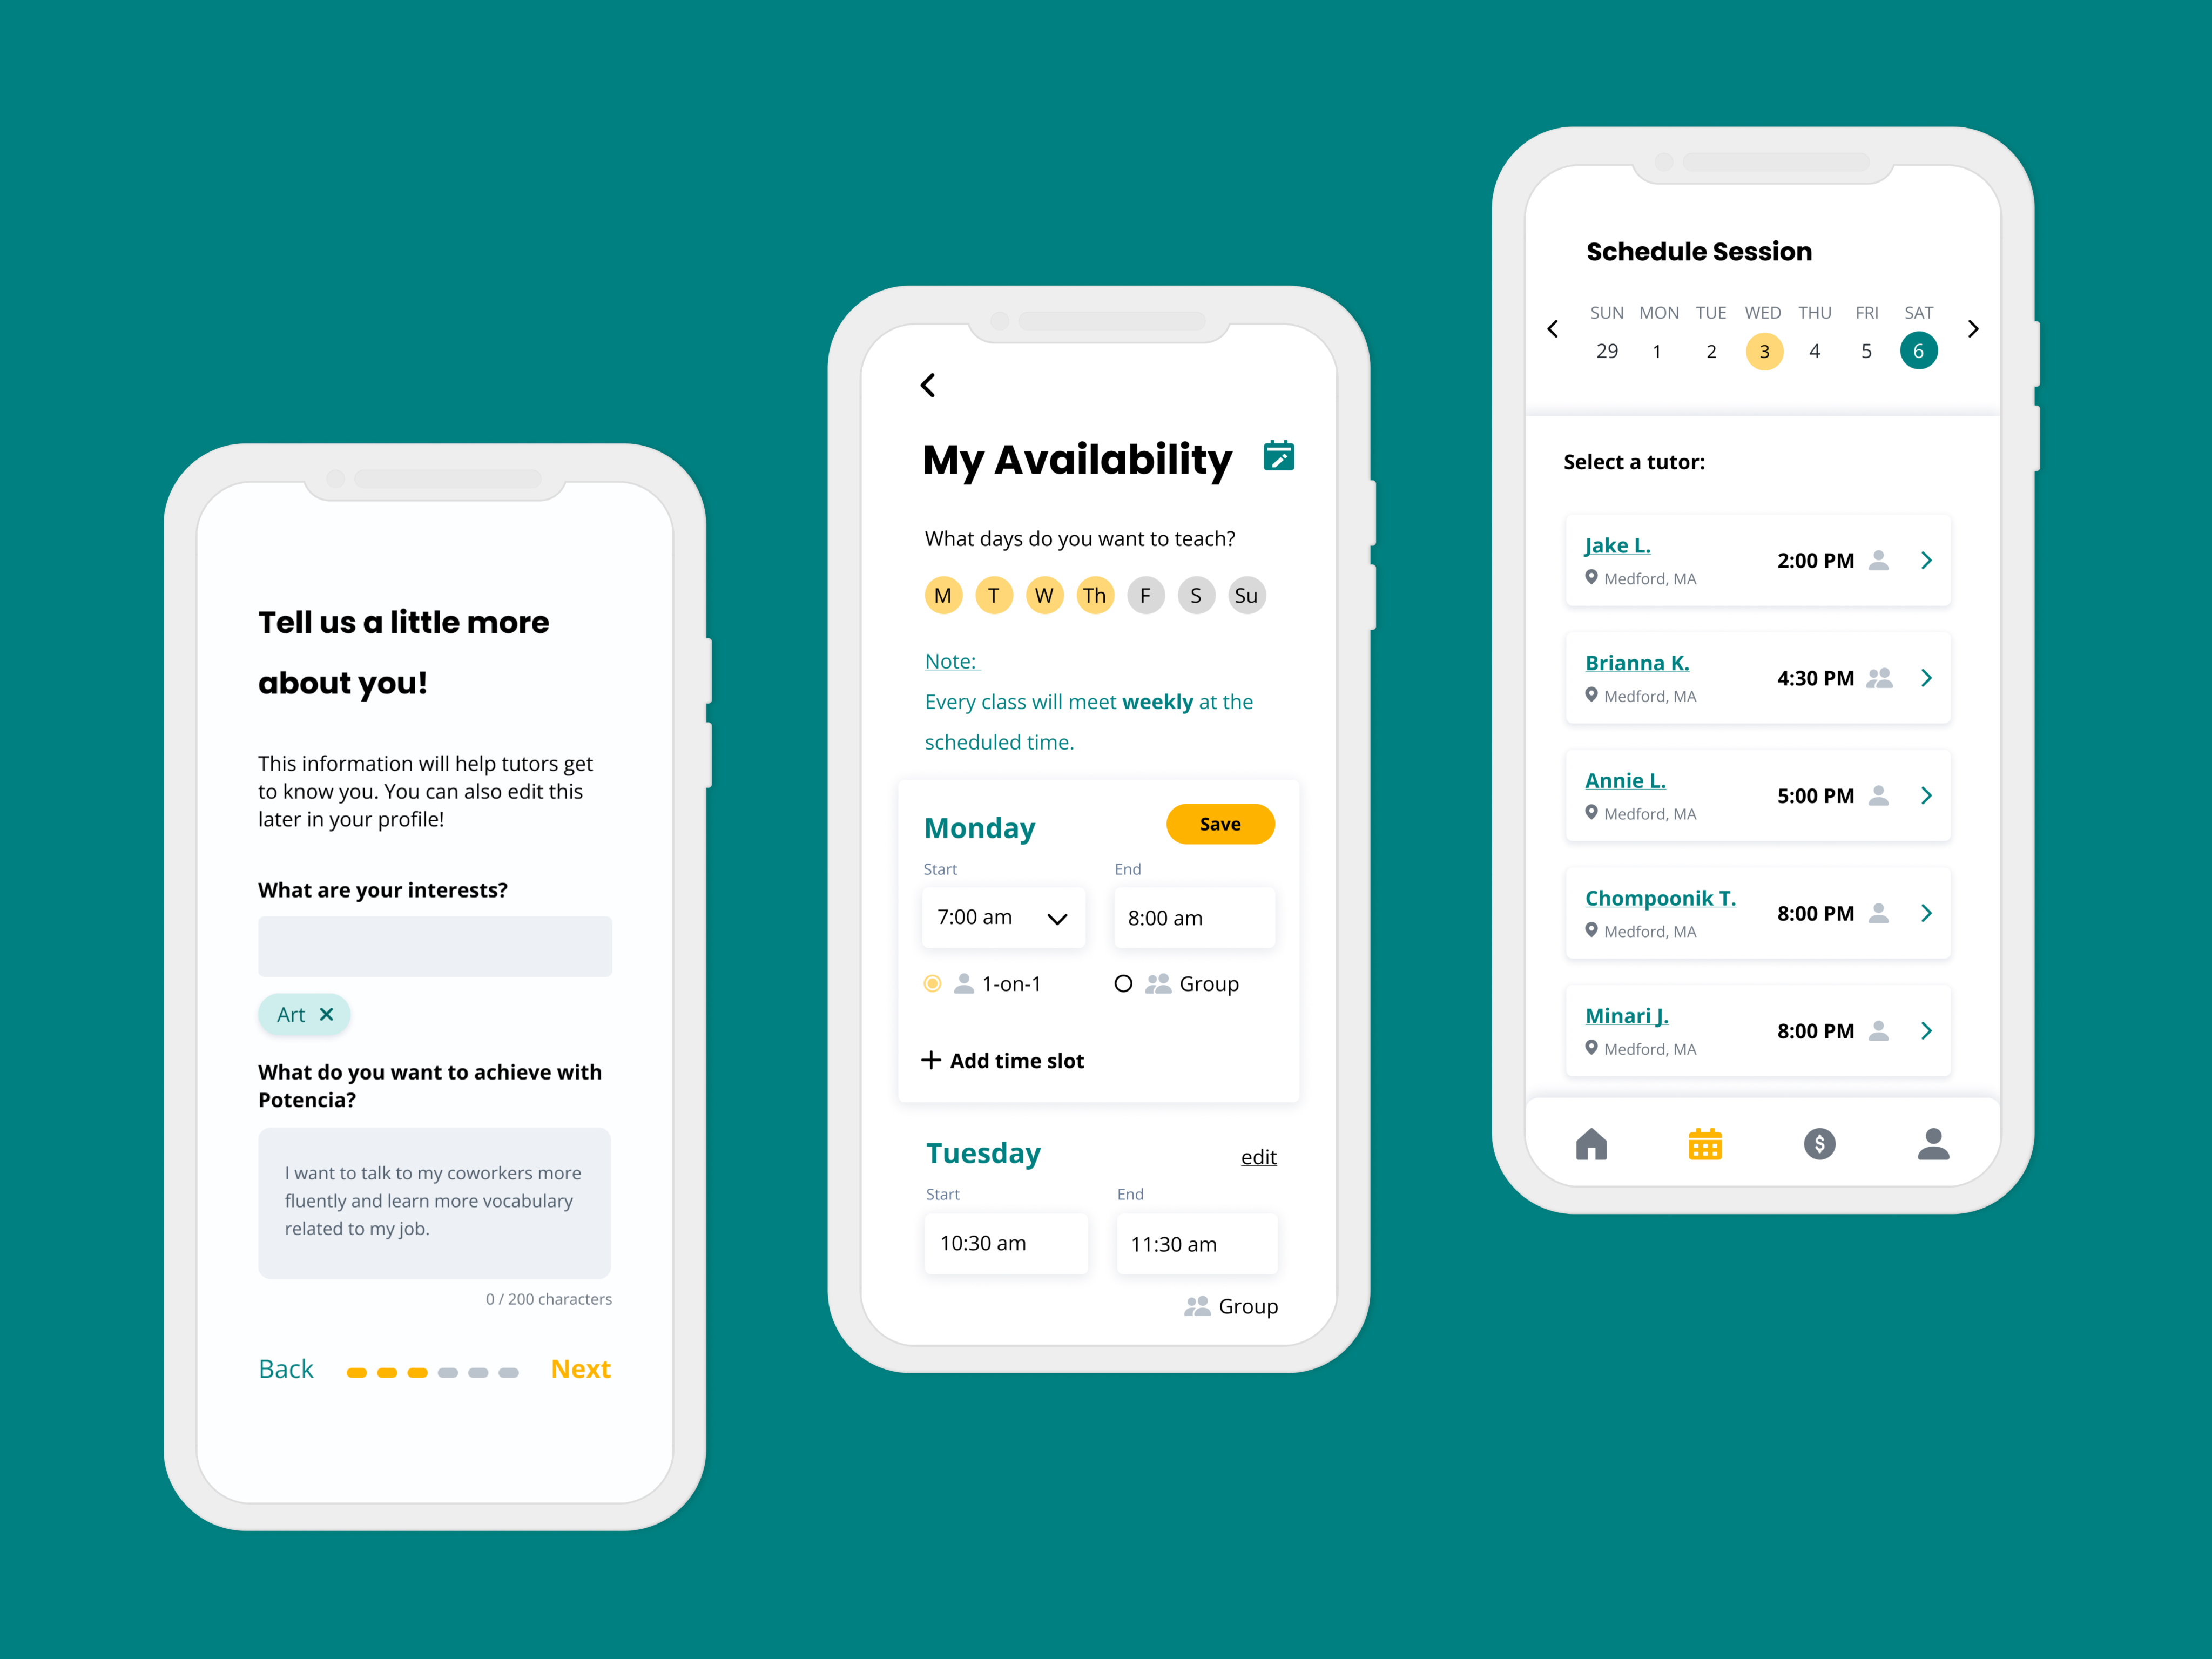 Tell us a little more
about you!
This information will help tutors get
to know you. You can also edit this
later in your profile!
What are your interests?
Art
What do you want to achieve with
Potencia?
I want to talk to my coworkers more
fluently and learn more vocabulary
related to my job.
0 / 200 characters
Back Next
My Availability
What days do you want to teach?
M T W Th F S Su
Note:
Every class will meet weekly at the
scheduled time.
Monday Save
Start End
7:00 am 8:00 am
1-on-1 Group
+ Add time slot
Tuesday edit
Start End
10:30 am 11:30 am
Group
Schedule Session
SUN MON TUE WED THU FRI SAT
29 1 2 3 4 5 6
Select a tutor:
Jake L.
Medford, MA
2:00 PM
Brianna K.
Medford, MA
4:30 PM
Annie L.
Medford, MA
5:00 PM
Chompoonik T.
Medford, MA
8:00 PM
Minari J.
Medford, MA
8:00 PM
$